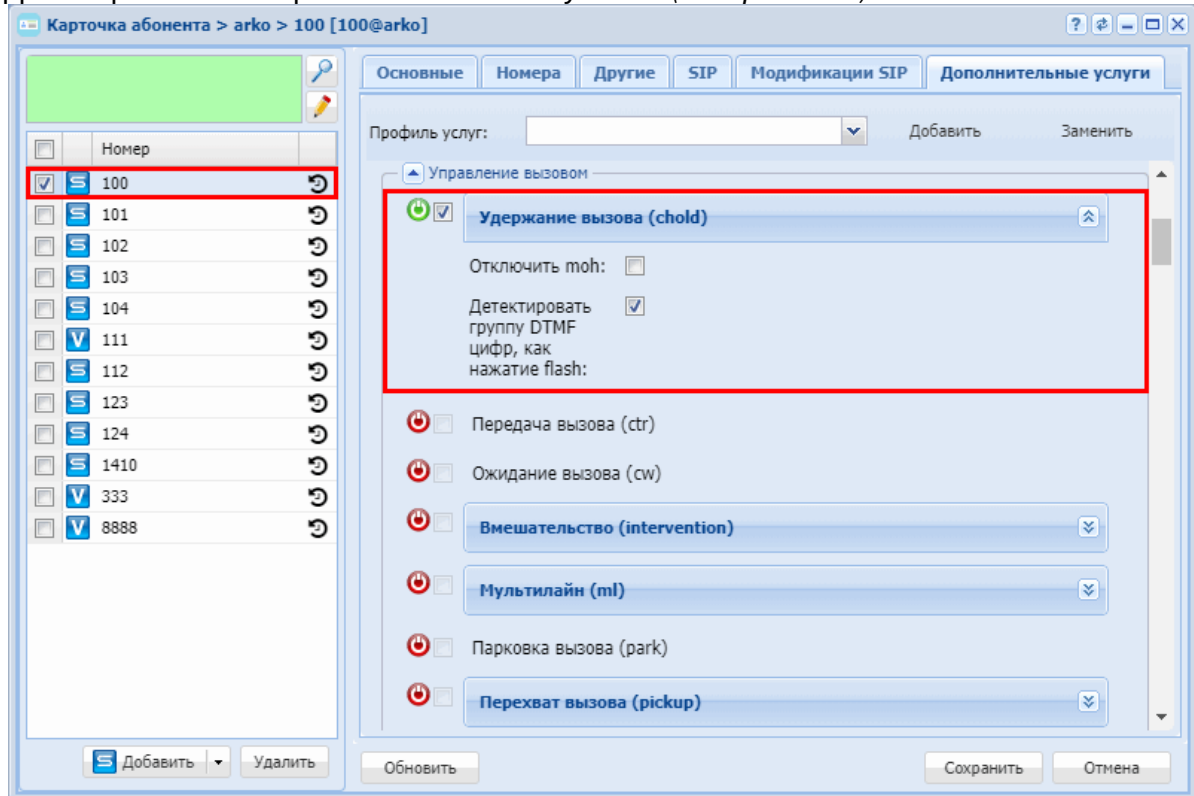 Карточка абонента > arko > 100 [100@arko]
Основные Номера Другие SIP Модификации SIP Дополнительные услуги
Профиль услуг: Добавить Заменить
Номер
100
101
102
103
104
111
112
123
124
1410
333
8888
Добавить Удалить
Управление вызовом
Удержание вызова (chold)
Отключить moh:
Детектировать
группу DTMF
цифр, как
нажатие flash:
Передача вызова (ctr)
Ожидание вызова (cw)
Вмешательство (intervention)
Мультилайн (ml)
Парковка вызова (park)
Перехват вызова (pickup)
Обновить Сохранить Отмена